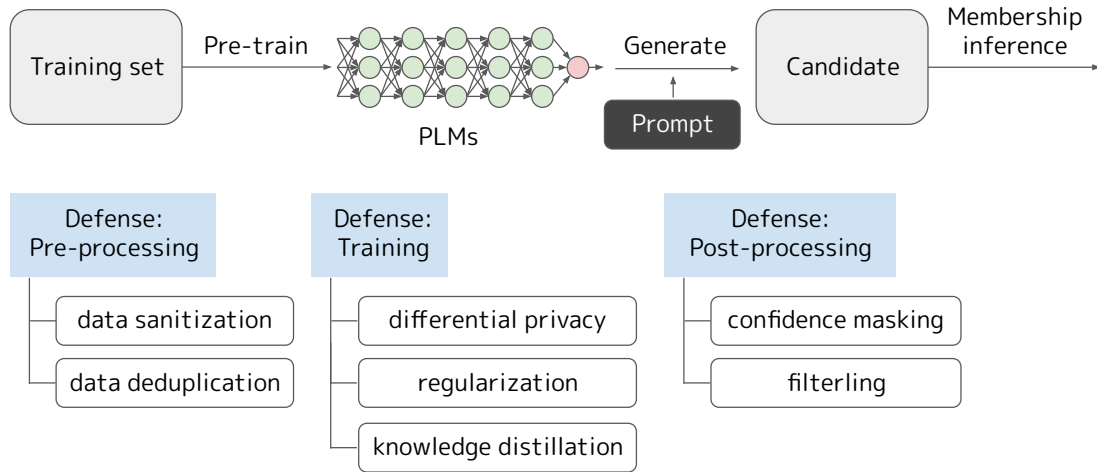 Training set
Pre-train
PLMs
Generate
Prompt
Candidate
Membership
inference
Defense:
Pre-processing
data sanitization
data deduplication
Defense:
Training
differential privacy
regularization
knowledge distillation
Defense:
Post-processing
confidence masking
filterling